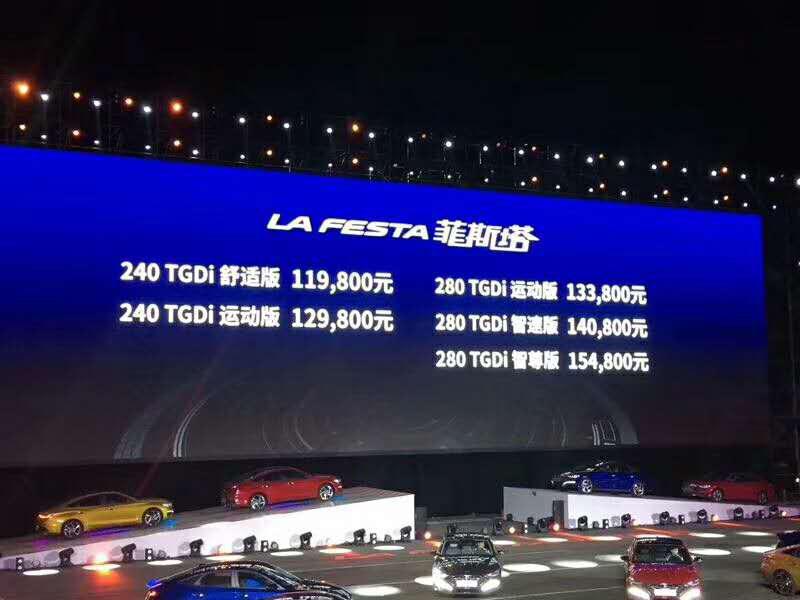 LA FESTA 菲斯塔
240 TGDi 舒适版 119,800元
240 TGDi 运动版 129,800元
280 TGDi 运动版 133,800元
280 TGDi 智速版 140,800元
280 TGDi 智尊版 154,800元